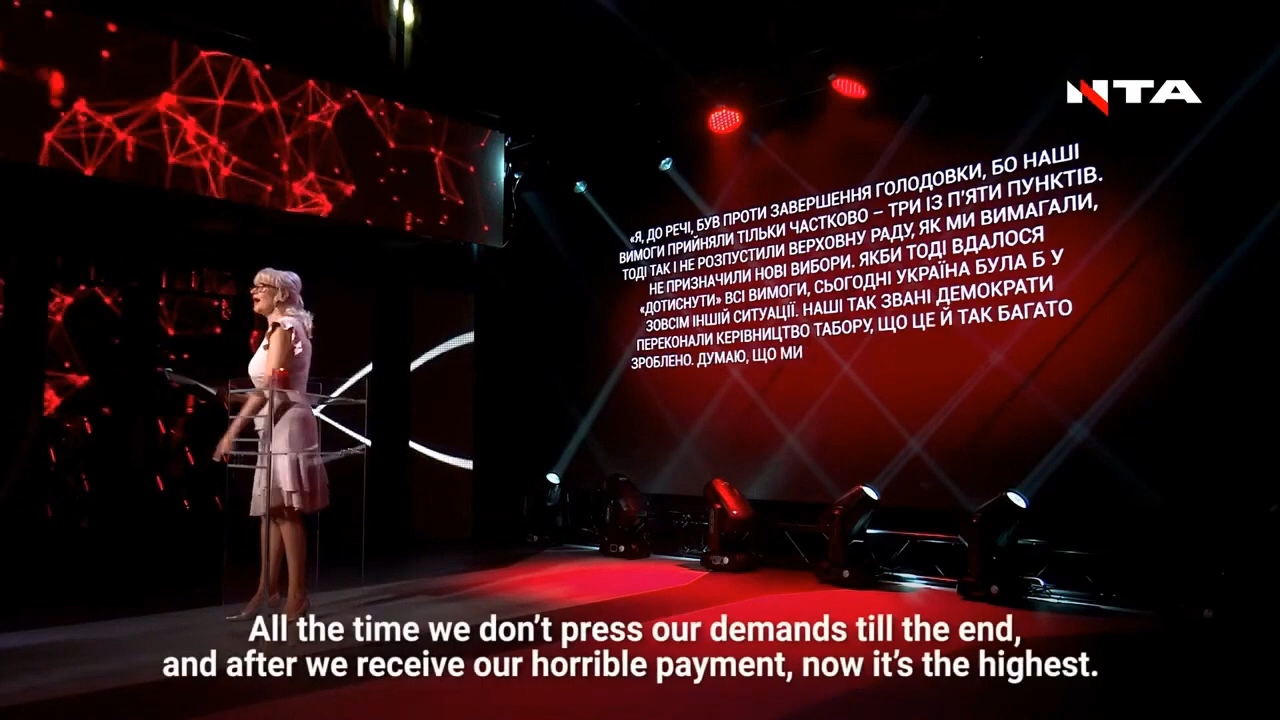 NTA
«Я, ДО РЕЧІ, БУВ ПРОТИ ЗАВЕРШЕННЯ ГОЛОДОВКИ, БО НАШІ
ВИМОГИ ПРИЙНЯЛИ ТІЛЬКИ ЧАСТКОВО – ТРИ ІЗ П'ЯТИ ПУНКТІВ.
ТОДІ ТАК І НЕ РОЗПУСТИЛИ ВЕРХОВНУ РАДУ, ЯК МИ ВИМАГАЛИ,
НЕ ПРИЗНАЧИЛИ НОВІ ВИБОРИ. ЯКБИ ТОДІ ВДАЛОСЯ
«ДОТИСНУТИ» ВСІ ВИМОГИ, СЬОГОДНІ УКРАЇНА БУЛА Б У
ЗОВСІМ ІНШІЙ СИТУАЦІЇ. НАШІ ТАК ЗВАНІ ДЕМОКРАТИ
ПЕРЕКОНАЛИ КЕРІВНИЦТВО ТАБОРУ, ЩО ЦЕ Й ТАК БАГАТО
ЗРОБЛЕНО. ДУМАЮ, ЩО МИ
All the time we don't press our demands till the end,
and after we receive our horrible payment, now it's the highest.